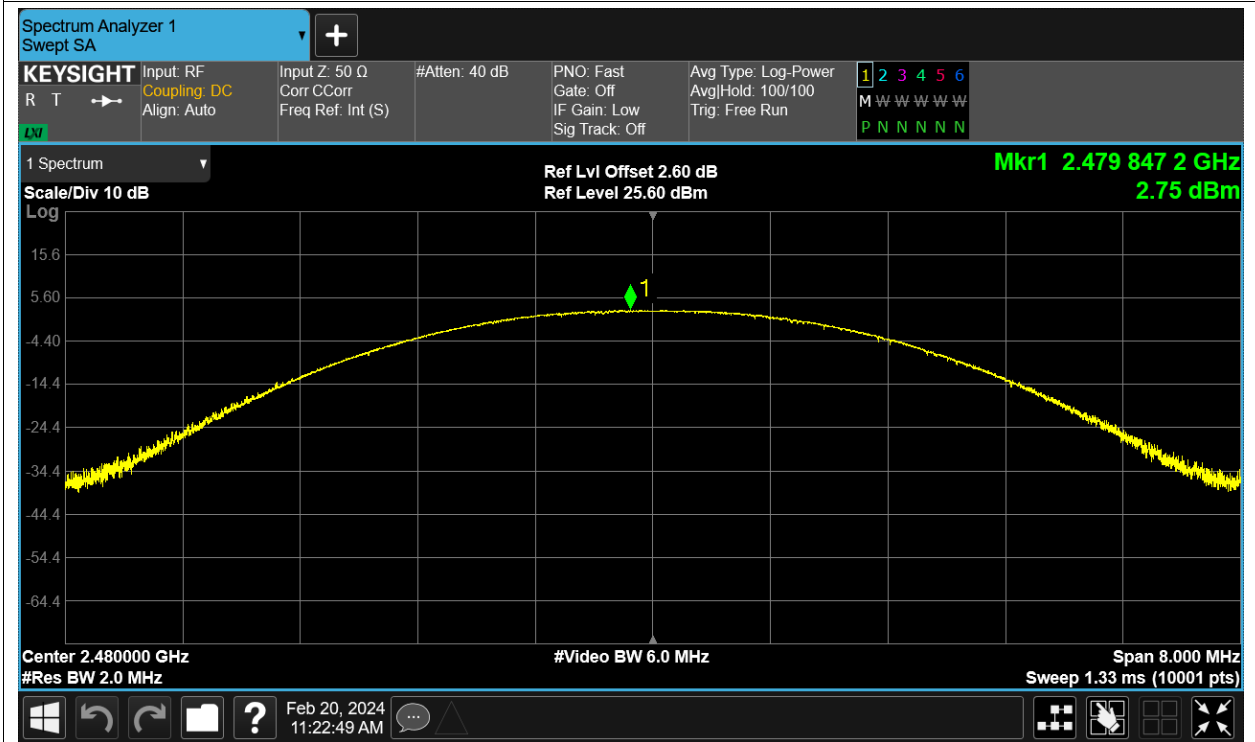 Spectrum Analyzer 1
Swept SA
+
KEYSIGHT
R T
LXI
Input: RF
Coupling: DC
Align: Auto
Input Z: 50 Ω
Corr CCorr
Freq Ref: Int (S)
#Atten: 40 dB
PNO: Fast
Gate: Off
IF Gain: Low
Sig Track: Off
Avg Type: Log-Power
Avg|Hold: 100/100
Trig: Free Run
1 2 3 4 5 6
M W W W W W
P N N N N N
1 Spectrum
Scale/Div 10 dB
Log
Ref Lvl Offset 2.60 dB
Ref Level 25.60 dBm
Mkr1 2.479 847 2 GHz
2.75 dBm
15.6
5.60
-4.40
-14.4
-24.4
-34.4
-44.4
-54.4
-64.4
1
Center 2.480000 GHz
#Res BW 2.0 MHz
#Video BW 6.0 MHz
Span 8.000 MHz
Sweep 1.33 ms (10001 pts)
?
Feb 20, 2024
11:22:49 AM